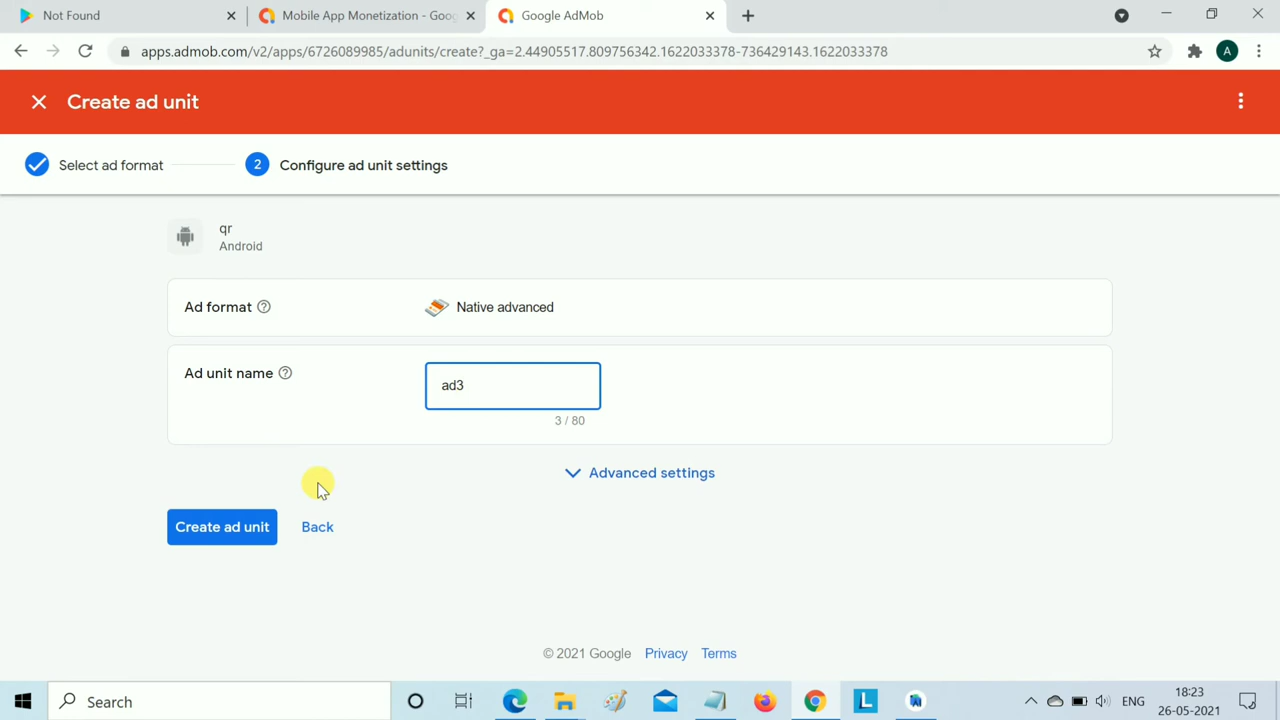 Not Found
Mobile App Monetization - Goog
Google AdMob
apps.admob.com/v2/apps/6726089985/adunits/create?_ga=2.44905517.809756342.1622033378-736429143.1622033378
A
Create ad unit
Select ad format
2
Configure ad unit settings
qr
Android
Ad format
Native advanced
Ad unit name
ad3
3 / 80
Advanced settings
Create ad unit
Back
© 2021 Google
Privacy
Terms
Search
L
ENG
18:23
26-05-2021